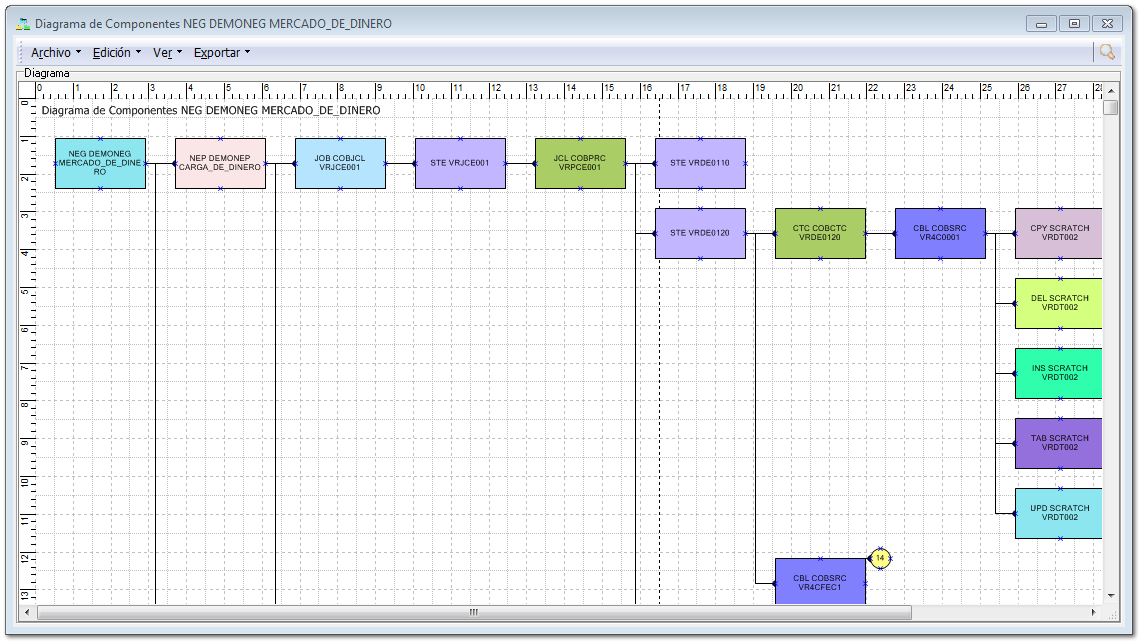 Diagrama de Componentes NEG DEMONEG MERCADO_DE_DINERO
Archivo Edición Ver Exportar
Diagrama
0 1 2 3 4 5 6 7 8 9 10 11 12 13 14 15 16 17 18 19 20 21 22 23 24 25 26 27 28
0
Diagrama de Componentes NEG DEMONEG MERCADO_DE_DINERO
1
NEG DEMONEG
MERCADO_DE_DINE
RO
NEP DEMONEP
CARGA_DE_DINERO
JOB COBJCL
VRJCE001
STE VRJCE001
JCL COBPRC
VRPCE001
STE VRDE0110
2
3
STE VRDE0120
CTC COBCTC
VRDE0120
CBL COBSRC
VR4C0001
CPY SCRATCH
VRDT002
4
5
DEL SCRATCH
VRDT002
6
7
INS SCRATCH
VRDT002
8
9
TAB SCRATCH
VRDT002
10
11
UPD SCRATCH
VRDT002
12
14
CBL COBSRC
VR4CFEC1
13